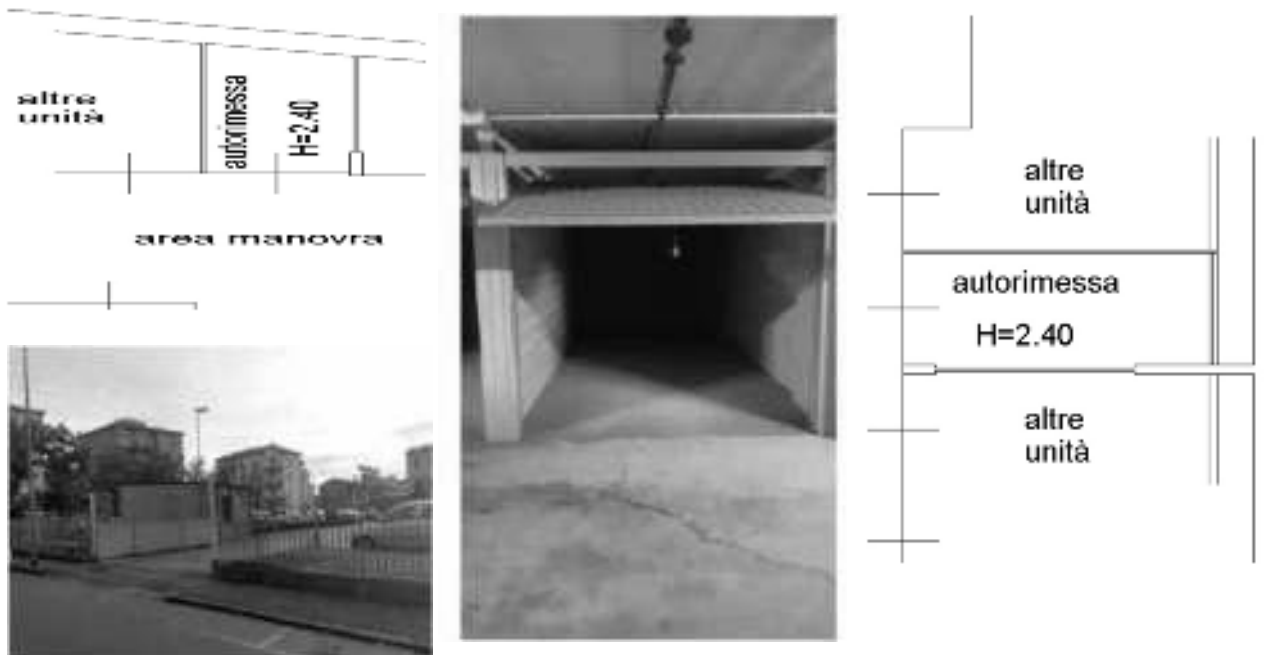 altre
unità
autorimessa
H=2.40
area manovra
altre
unità
autorimessa
H=2.40
altre
unità